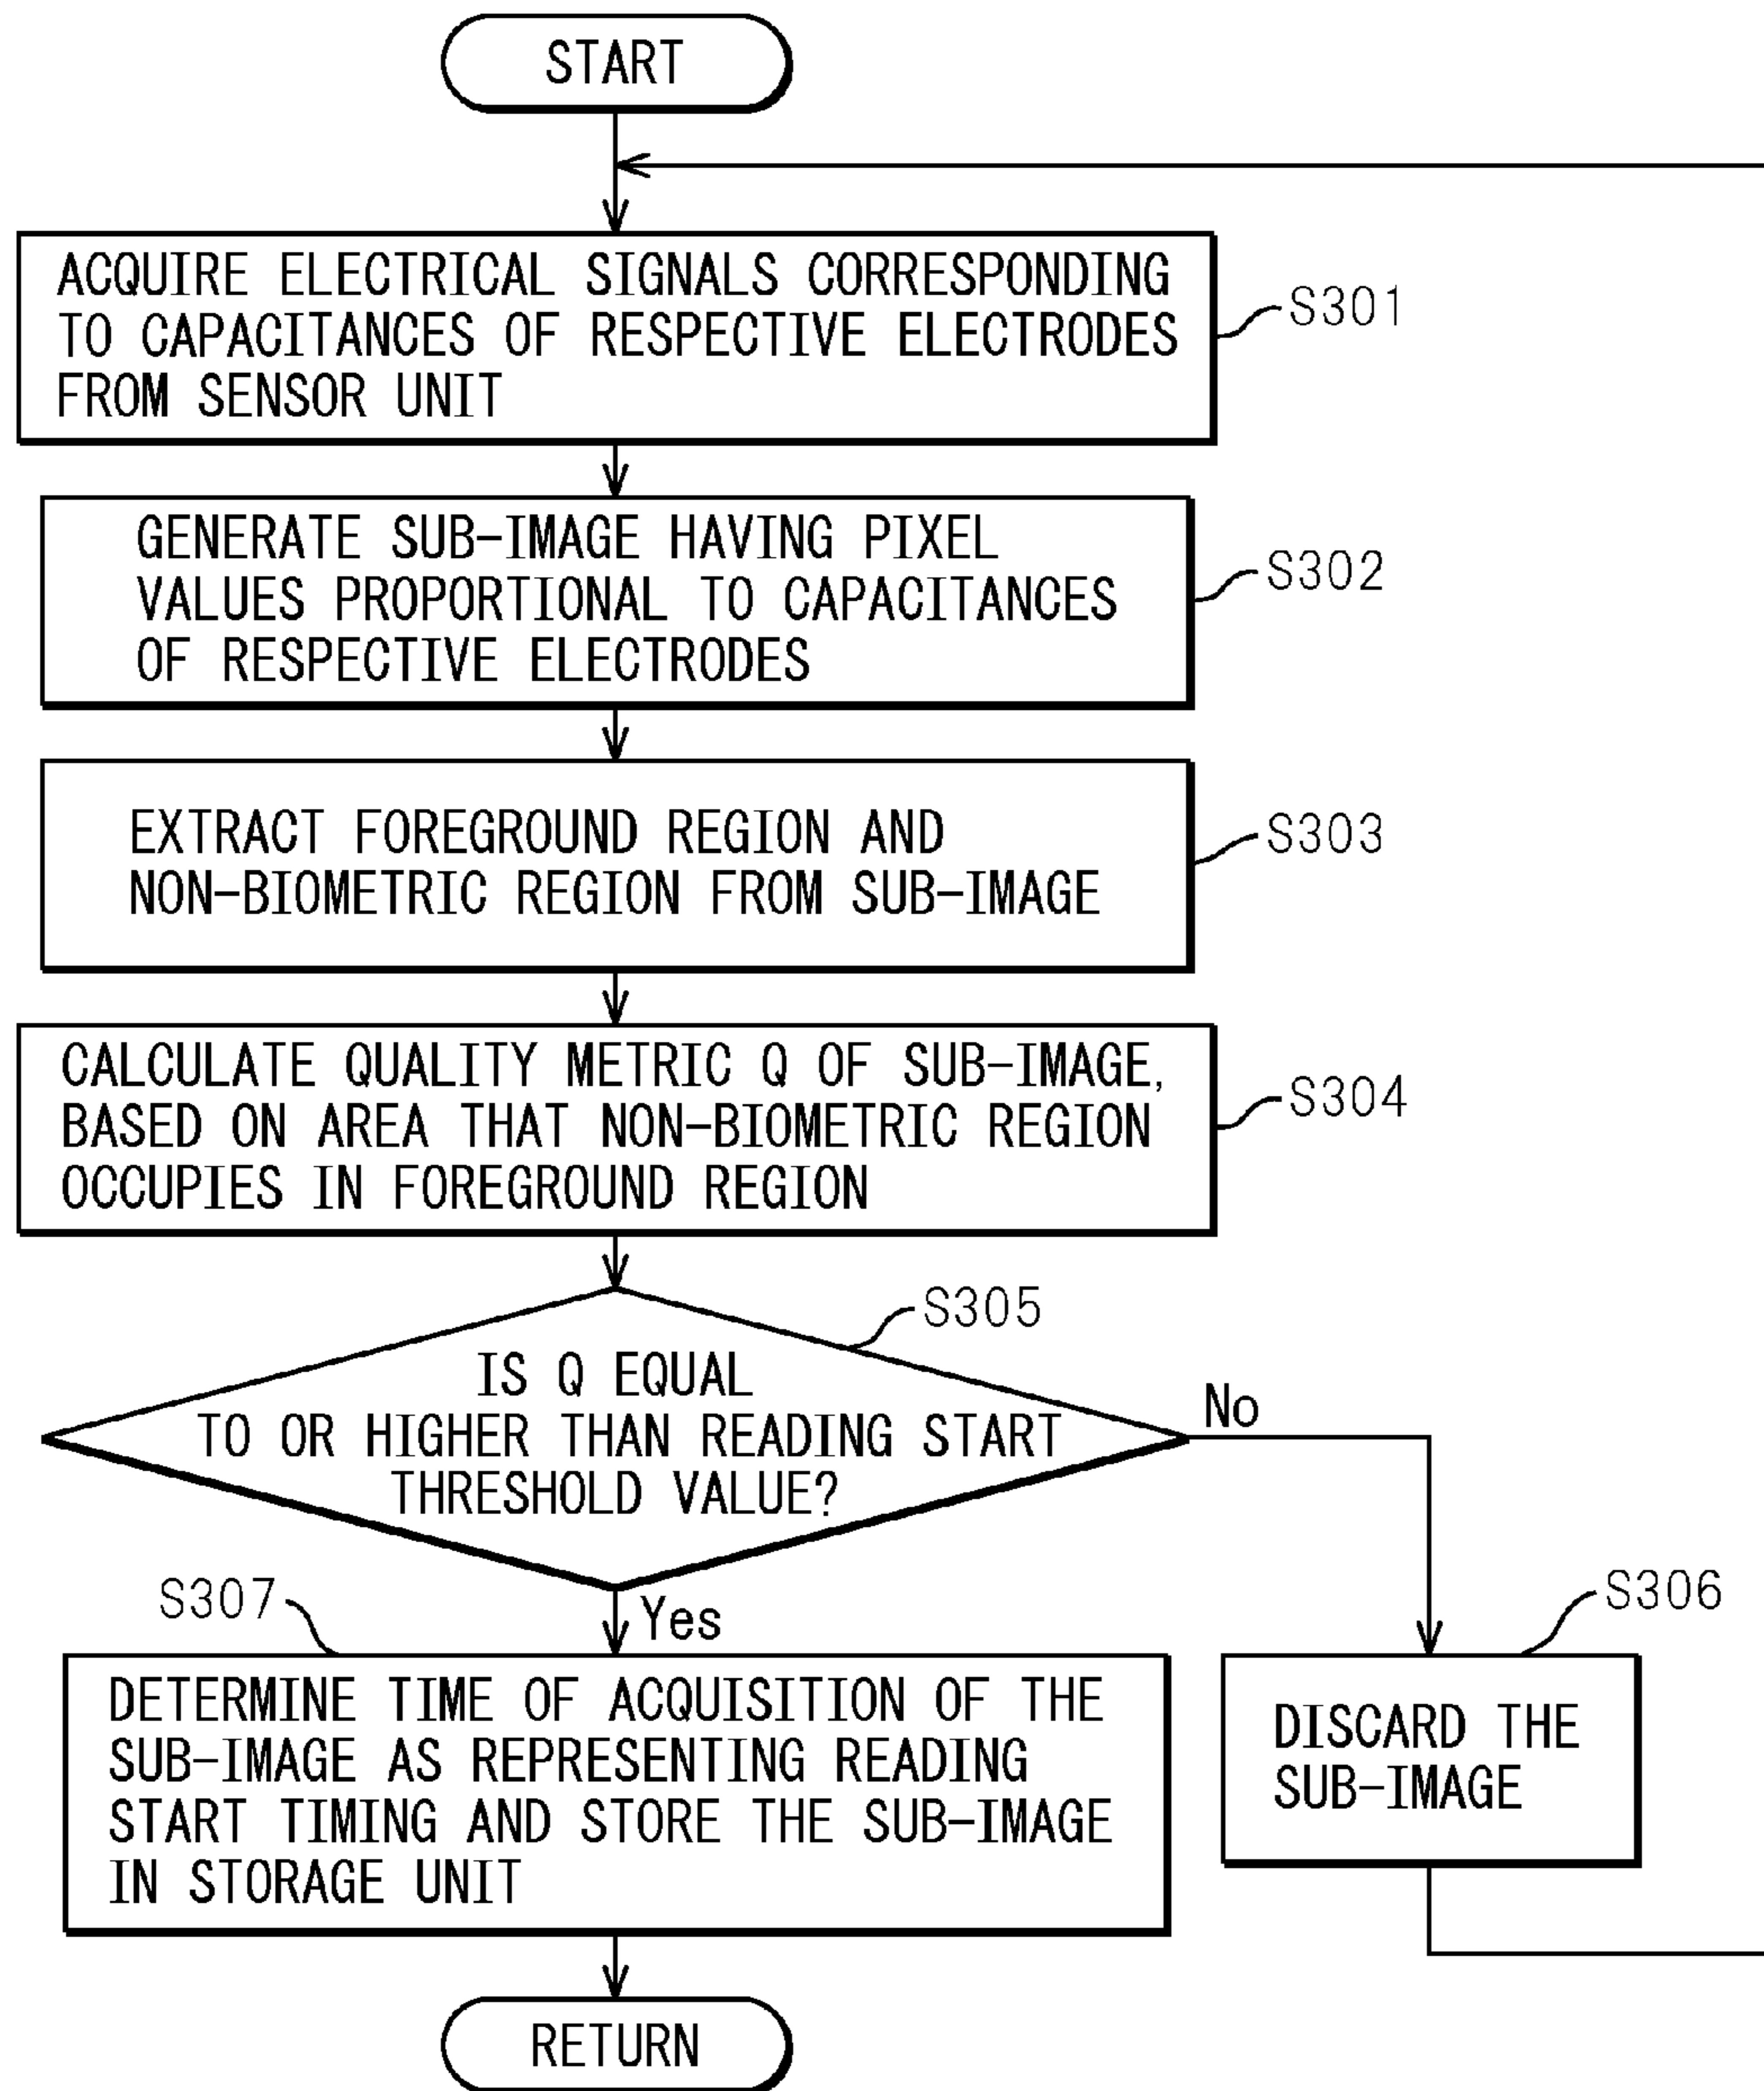 START
ACQUIRE ELECTRICAL SIGNALS CORRESPONDING
TO CAPACITANCES OF RESPECTIVE ELECTRODES
FROM SENSOR UNIT
S301
GENERATE SUB-IMAGE HAVING PIXEL
VALUES PROPORTIONAL TO CAPACITANCES
OF RESPECTIVE ELECTRODES
S302
EXTRACT FOREGROUND REGION AND
NON-BIOMETRIC REGION FROM SUB-IMAGE
S303
CALCULATE QUALITY METRIC Q OF SUB-IMAGE,
BASED ON AREA THAT NON-BIOMETRIC REGION
OCCUPIES IN FOREGROUND REGION
S304
S305
IS Q EQUAL
TO OR HIGHER THAN READING START
THRESHOLD VALUE?
No
Yes
S307
DETERMINE TIME OF ACQUISITION OF THE
SUB-IMAGE AS REPRESENTING READING
START TIMING AND STORE THE SUB-IMAGE
IN STORAGE UNIT
S306
DISCARD THE
SUB-IMAGE
RETURN